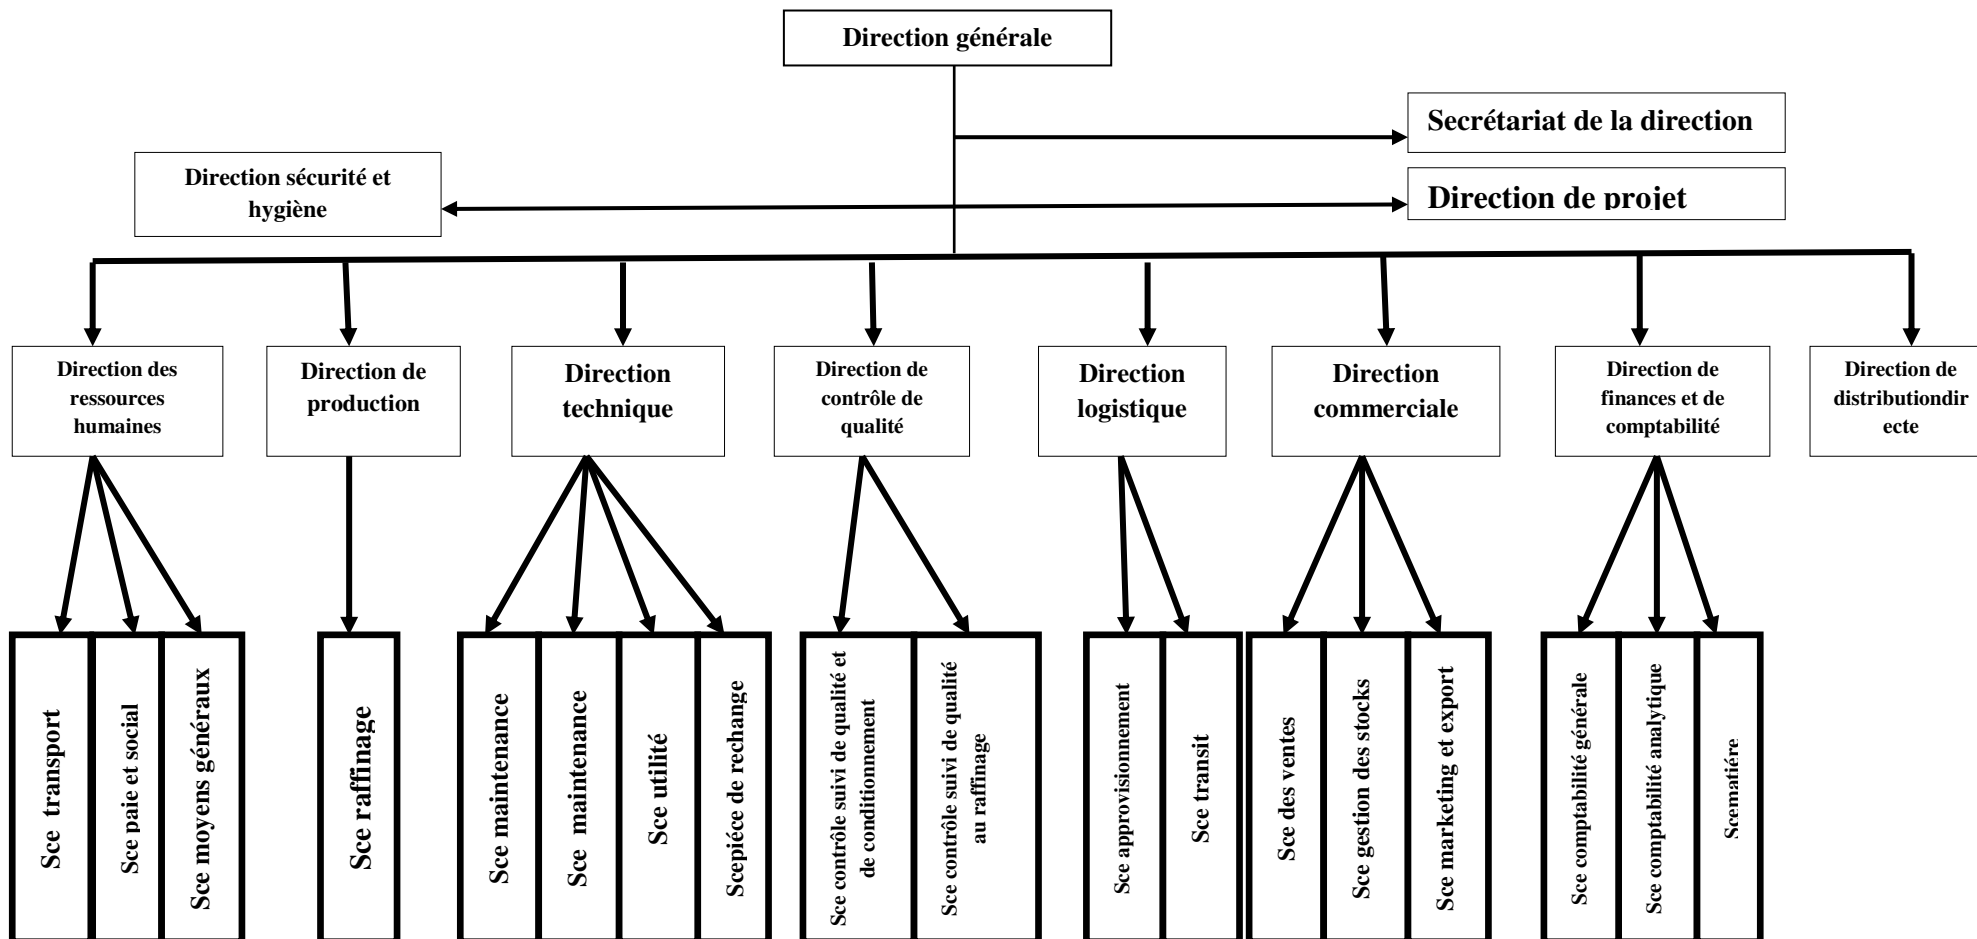 Direction générale
Secrétariat de la direction
Direction sécurité et
hygiène
Direction de projet
Direction des
ressources
humaines
Direction de
production
Direction
technique
Direction de
contrôle de
qualité
Direction
logistique
Direction
commerciale
Direction de
finances et de
comptabilité
Direction de
distributiondir
ecte
Sce transport
Sce paie et social
Sce moyens généraux
Sce raffinage
Sce maintenance
Sce maintenance
Sce utilité
Scepiéce de rechange
Sce contrôle suivi de qualité et
de conditionnement
Sce contrôle suivi de qualité
au raffinage
Sce approvisionnement
Sce transit
Sce des ventes
Sce gestion des stocks
Sce marketing et export
Sce comptabilité générale
Sce comptabilité analytique
Scematiére